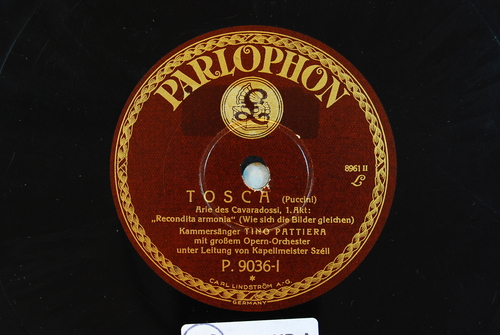 PARLOPHON
£
8961 II
TOSCA (Puccini)
Arie des Cavaradossi, 1. Akt:
„Recondita armonia" (Wie sich die Bilder gleichen)
Kammersänger TINO PATTIERA
mit großem Opern-Orchester
unter Leitung von Kapellmeister Széll
P. 9036-I
*
CARL LINDSTRÖM A.-G.
GERMANY